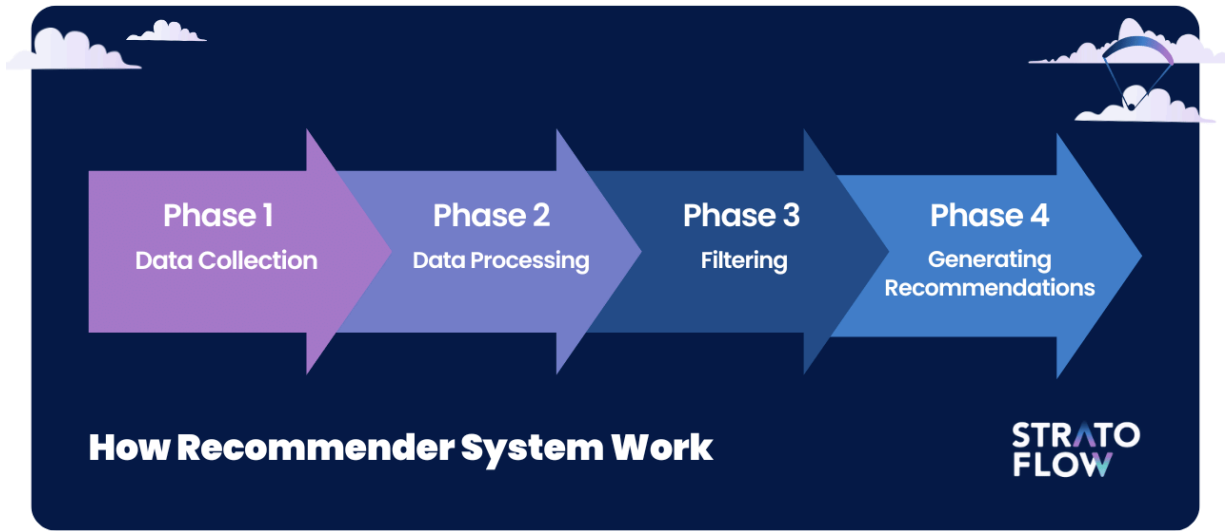 Phase 1
Data Collection
Phase 2
Data Processing
Phase 3
Filtering
Phase 4
Generating
Recommendations
How Recommender System Work
STRATO
FLOW